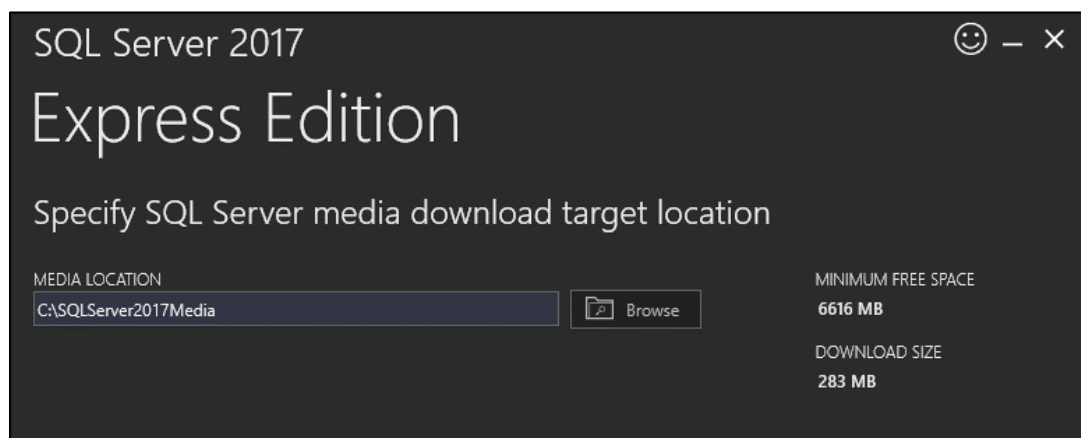 SQL Server 2017
Express Edition
Specify SQL Server media download target location
MEDIA LOCATION
C:\SQLServer2017Media
Browse
MINIMUM FREE SPACE
6616 MB
DOWNLOAD SIZE
283 MB